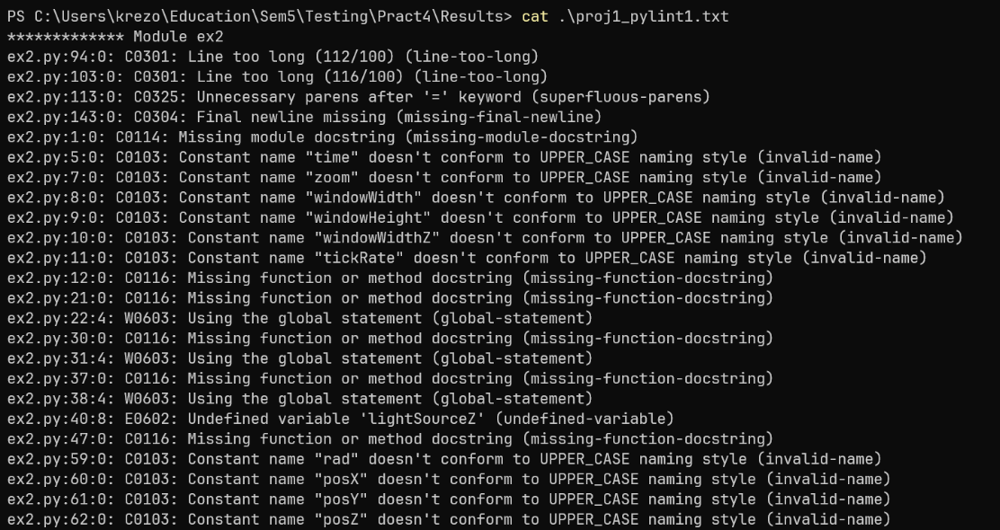 PS C:\Users\krezo\Education\Sem5\Testing\Pract4\Results> cat .\proj1_pylint1.txt
************* Module ex2
ex2.py:94:0: C0301: Line too long (112/100) (line-too-long)
ex2.py:103:0: C0301: Line too long (116/100) (line-too-long)
ex2.py:113:0: C0325: Unnecessary parens after '=' keyword (superfluous-parens)
ex2.py:143:0: C0304: Final newline missing (missing-final-newline)
ex2.py:1:0: C0114: Missing module docstring (missing-module-docstring)
ex2.py:5:0: C0103: Constant name "time" doesn't conform to UPPER_CASE naming style (invalid-name)
ex2.py:7:0: C0103: Constant name "zoom" doesn't conform to UPPER_CASE naming style (invalid-name)
ex2.py:8:0: C0103: Constant name "windowWidth" doesn't conform to UPPER_CASE naming style (invalid-name)
ex2.py:9:0: C0103: Constant name "windowHeight" doesn't conform to UPPER_CASE naming style (invalid-name)
ex2.py:10:0: C0103: Constant name "windowWidthZ" doesn't conform to UPPER_CASE naming style (invalid-name)
ex2.py:11:0: C0103: Constant name "tickRate" doesn't conform to UPPER_CASE naming style (invalid-name)
ex2.py:12:0: C0116: Missing function or method docstring (missing-function-docstring)
ex2.py:21:0: C0116: Missing function or method docstring (missing-function-docstring)
ex2.py:22:4: W0603: Using the global statement (global-statement)
ex2.py:30:0: C0116: Missing function or method docstring (missing-function-docstring)
ex2.py:31:4: W0603: Using the global statement (global-statement)
ex2.py:37:0: C0116: Missing function or method docstring (missing-function-docstring)
ex2.py:38:4: W0603: Using the global statement (global-statement)
ex2.py:40:8: E0602: Undefined variable 'lightSourceZ' (undefined-variable)
ex2.py:47:0: C0116: Missing function or method docstring (missing-function-docstring)
ex2.py:59:0: C0103: Constant name "rad" doesn't conform to UPPER_CASE naming style (invalid-name)
ex2.py:60:0: C0103: Constant name "posX" doesn't conform to UPPER_CASE naming style (invalid-name)
ex2.py:61:0: C0103: Constant name "posY" doesn't conform to UPPER_CASE naming style (invalid-name)
ex2.py:62:0: C0103: Constant name "posZ" doesn't conform to UPPER_CASE naming style (invalid-name)